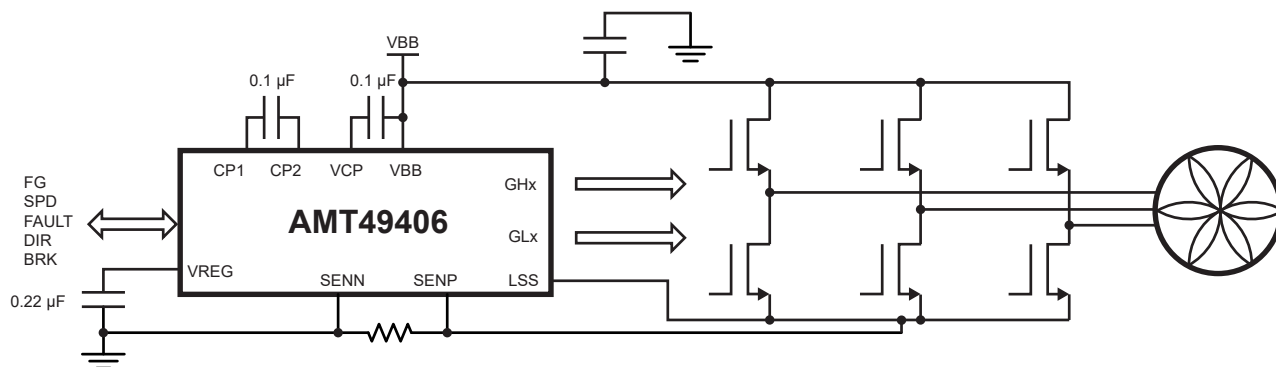 VBB
0.1 µF
0.1 µF
CP1
CP2
VCP
VBB
GHx
FG
SPD
FAULT
DIR
BRK
AMT49406
GLx
VREG
SENN
SENP
LSS
0.22 µF